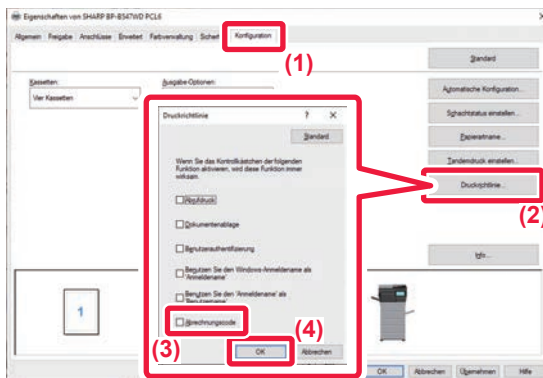 Eigenschaften von SHARP BP-B547WD PCL6
Allgemein Freigabe Anschlüsse Erweitert Farbverwaltung Sicherheit Konfiguration
(1)
Standard
Kassetten:
Ausgabe-Optionen:
Vier Kassetten
Automatische Konfiguration...
Schachtstatus einstellen...
Papierartname...
Tandemdruck einstellen...
Druckrichtlinie...
(2)
Info...
Druckrichtlinie
? X
Standard
Wenn Sie das Kontrollkästchen der folgenden
Funktion aktivieren, wird diese Funktion immer
wirksam.
Abrufdruck
Dokumentenablage
Benutzerauthentifizierung
Benutzen Sie den Windows-Anmeldename als
'Anmeldename'
Benutzen Sie den 'Anmeldename' als
'Benutzername'
Abrechnungscode
(3)
(4)
OK Abbrechen
1
OK Abbrechen Übernehmen Hilfe